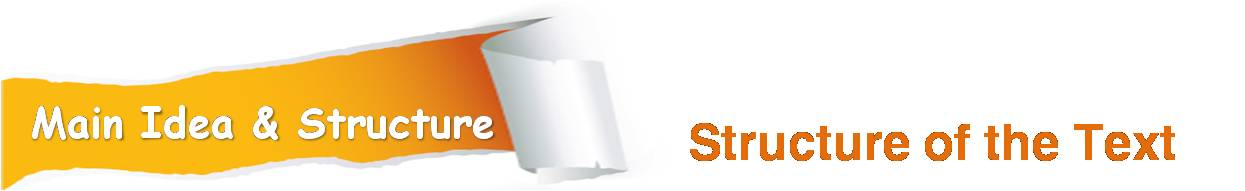 Main Idea & Structure
Structure of the Text